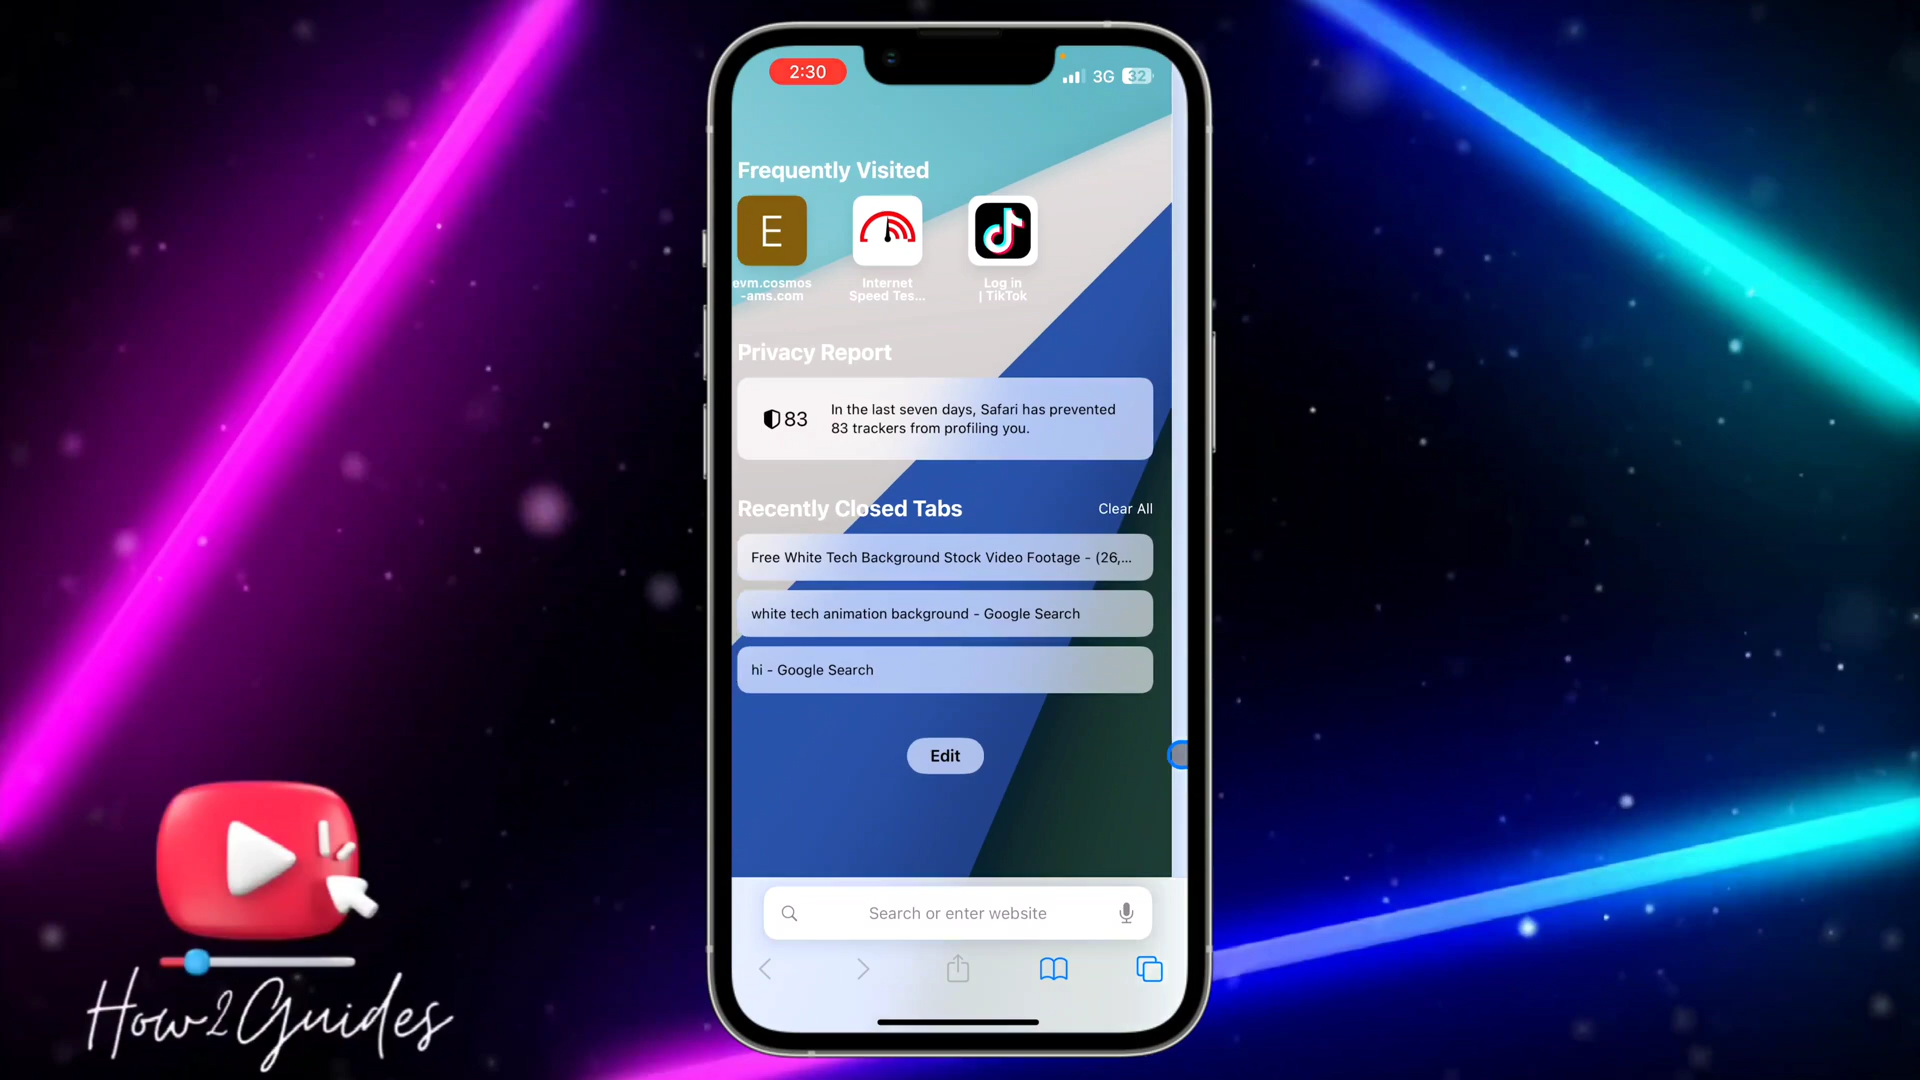 2:30
3G 32
Frequently Visited
E
evm.cosmos
-ams.com
Internet
Speed Tes...
Log in
| TikTok
Privacy Report
83
In the last seven days, Safari has prevented
83 trackers from profiling you.
Recently Closed Tabs
Clear All
Free White Tech Background Stock Video Footage - (26,...
white tech animation background - Google Search
hi - Google Search
Edit
Search or enter website
How2Guides